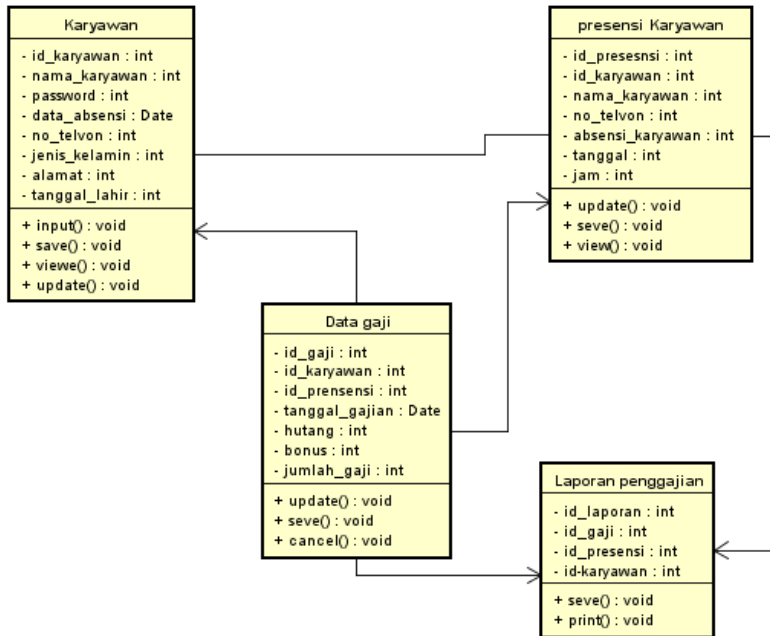 Karyawan
- id_karyawan : int
- nama_karyawan : int
- password : int
- data_absensi : Date
- no_telvon : int
- jenis_kelamin : int
- alamat : int
- tanggal_lahir : int
+ input() : void
+ save() : void
+ viewe() : void
+ update() : void
presensi Karyawan
- id_presesnsi : int
- id_karyawan : int
- nama_karyawan : int
- no_telvon : int
- absensi_karyawan : int
- tanggal : int
- jam : int
+ update() : void
+ seve() : void
+ view() : void
Data gaji
- id_gaji : int
- id_karyawan : int
- id_prensensi : int
- tanggal_gajian : Date
- hutang : int
- bonus : int
- jumlah_gaji : int
+ update() : void
+ seve() : void
+ cancel() : void
Laporan penggajian
- id_laporan : int
- id_gaji : int
- id_presensi : int
- id-karyawan : int
+ seve() : void
+ print() : void